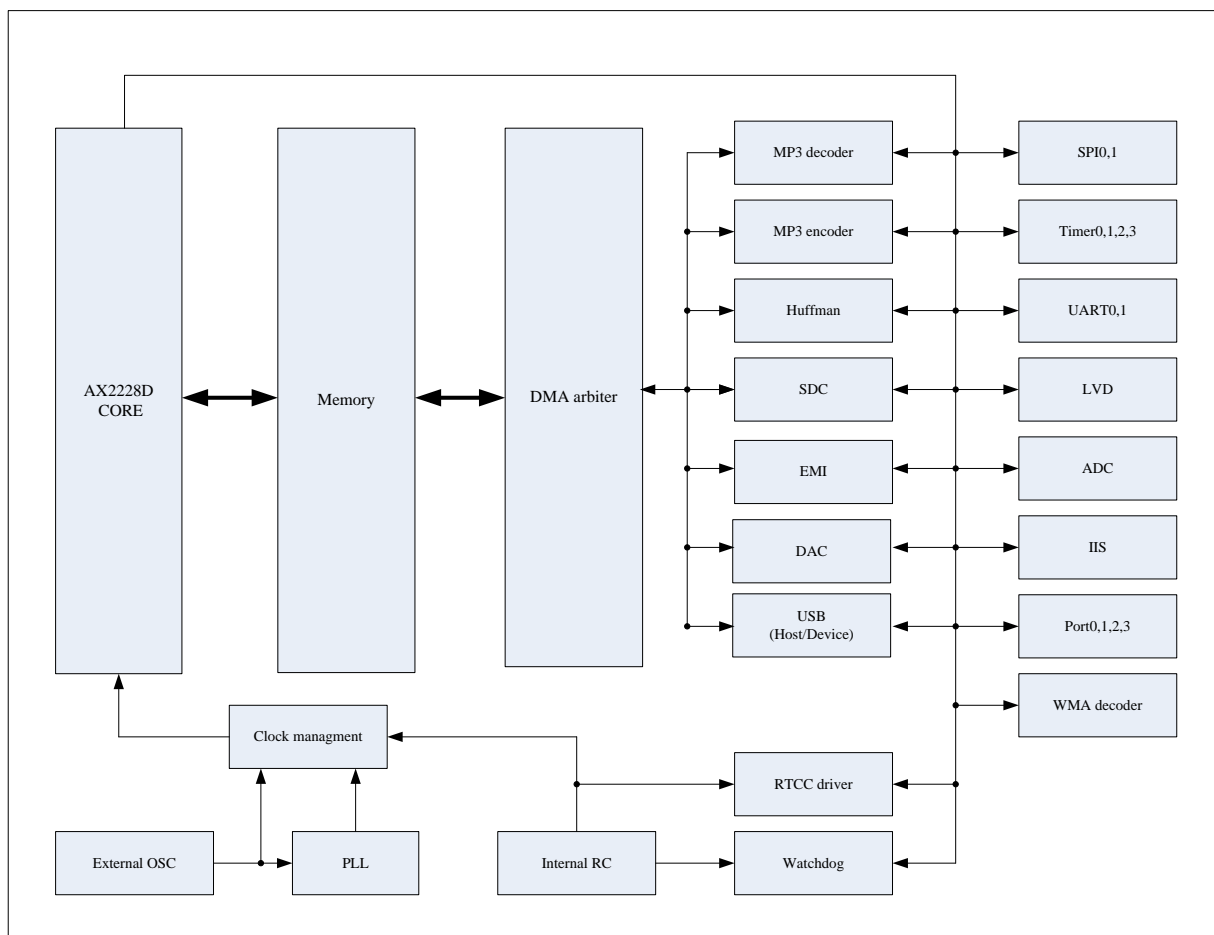 AX2228D
CORE
Memory
DMA arbiter
MP3 decoder
MP3 encoder
Huffman
SDC
EMI
DAC
USB
(Host/Device)
SPI0,1
Timer0,1,2,3
UART0,1
LVD
ADC
IIS
Port0,1,2,3
WMA decoder
Clock managment
RTCC driver
External OSC
PLL
Internal RC
Watchdog